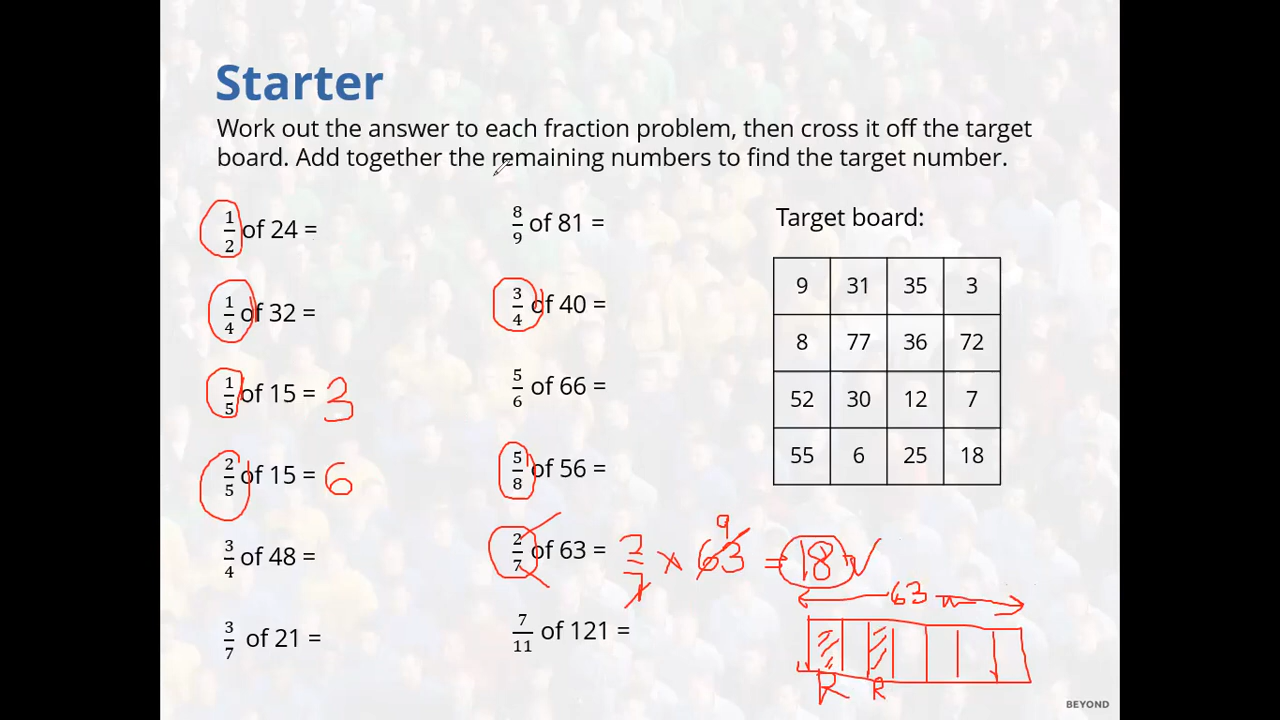 Starter
Work out the answer to each fraction problem, then cross it off the target
board. Add together the remaining numbers to find the target number.
1/2 of 24 =
1/4 of 32 =
1/5 of 15 = 3
2/5 of 15 = 6
3/4 of 48 =
3/7 of 21 =
8/9 of 81 =
3/4 of 40 =
5/6 of 66 =
5/8 of 56 =
9
2/7 of 63 = 2/7 × 63 = 18 ✓
7/11 of 121 =
Target board:
9 31 35 3
8 77 36 72
52 30 12 7
55 6 25 18
63 m
R R
BEYOND